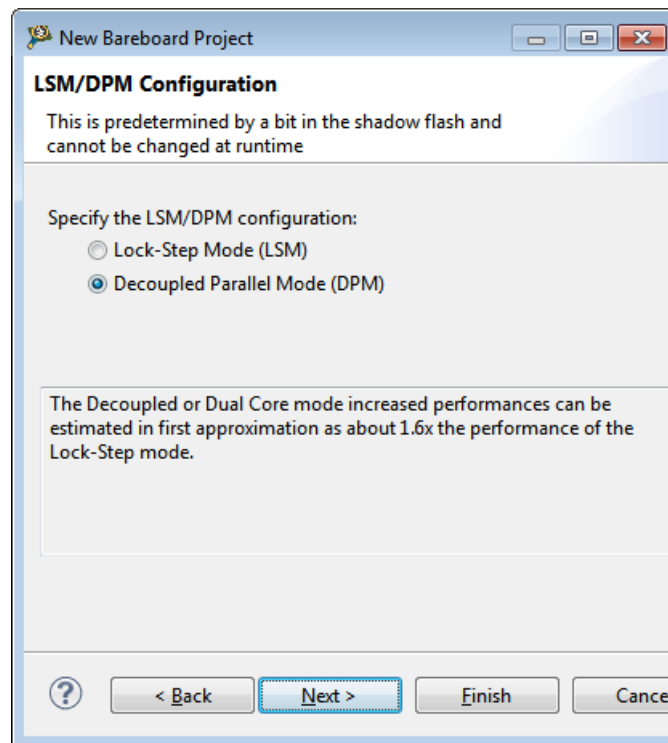 New Bareboard Project
LSM/DPM Configuration
This is predetermined by a bit in the shadow flash and
cannot be changed at runtime
Specify the LSM/DPM configuration:
Lock-Step Mode (LSM)
Decoupled Parallel Mode (DPM)
The Decoupled or Dual Core mode increased performances can be
estimated in first approximation as about 1.6x the performance of the
Lock-Step mode.
? < Back Next > Finish Cance